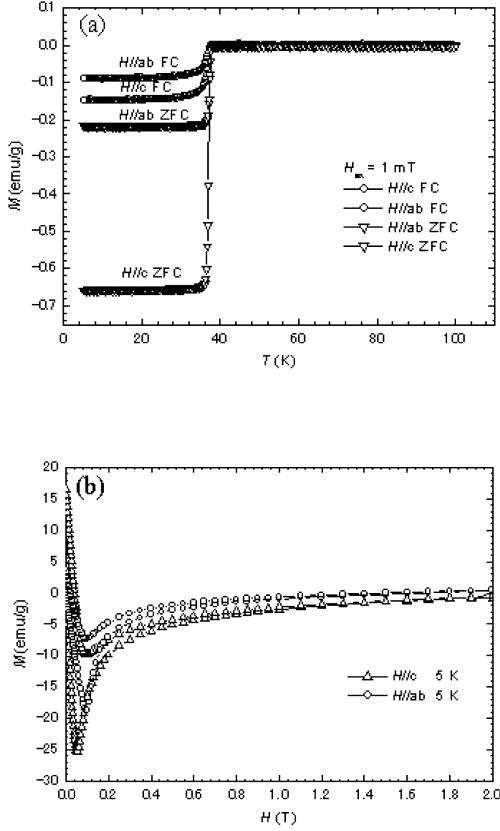 (a)
0.0
H//ab FC
-0.1
H//c FC
H//ab ZFC
-0.2
-0.3
H = 1 mT
H//c FC
-0.4
H//ab FC
H//ab ZFC
-0.5
H//c ZFC
-0.6
H//c ZFC
-0.7
M (emu/g)
0 20 40 60 80 100
T (K)
20
(b)
15
10
5
0
-5
-10
-15
-20
-25
-30
M (emu/g)
H//c 5 K
H//ab 5 K
0.0 0.2 0.4 0.6 0.8 1.0 1.2 1.4 1.6 1.8 2.0
H (T)